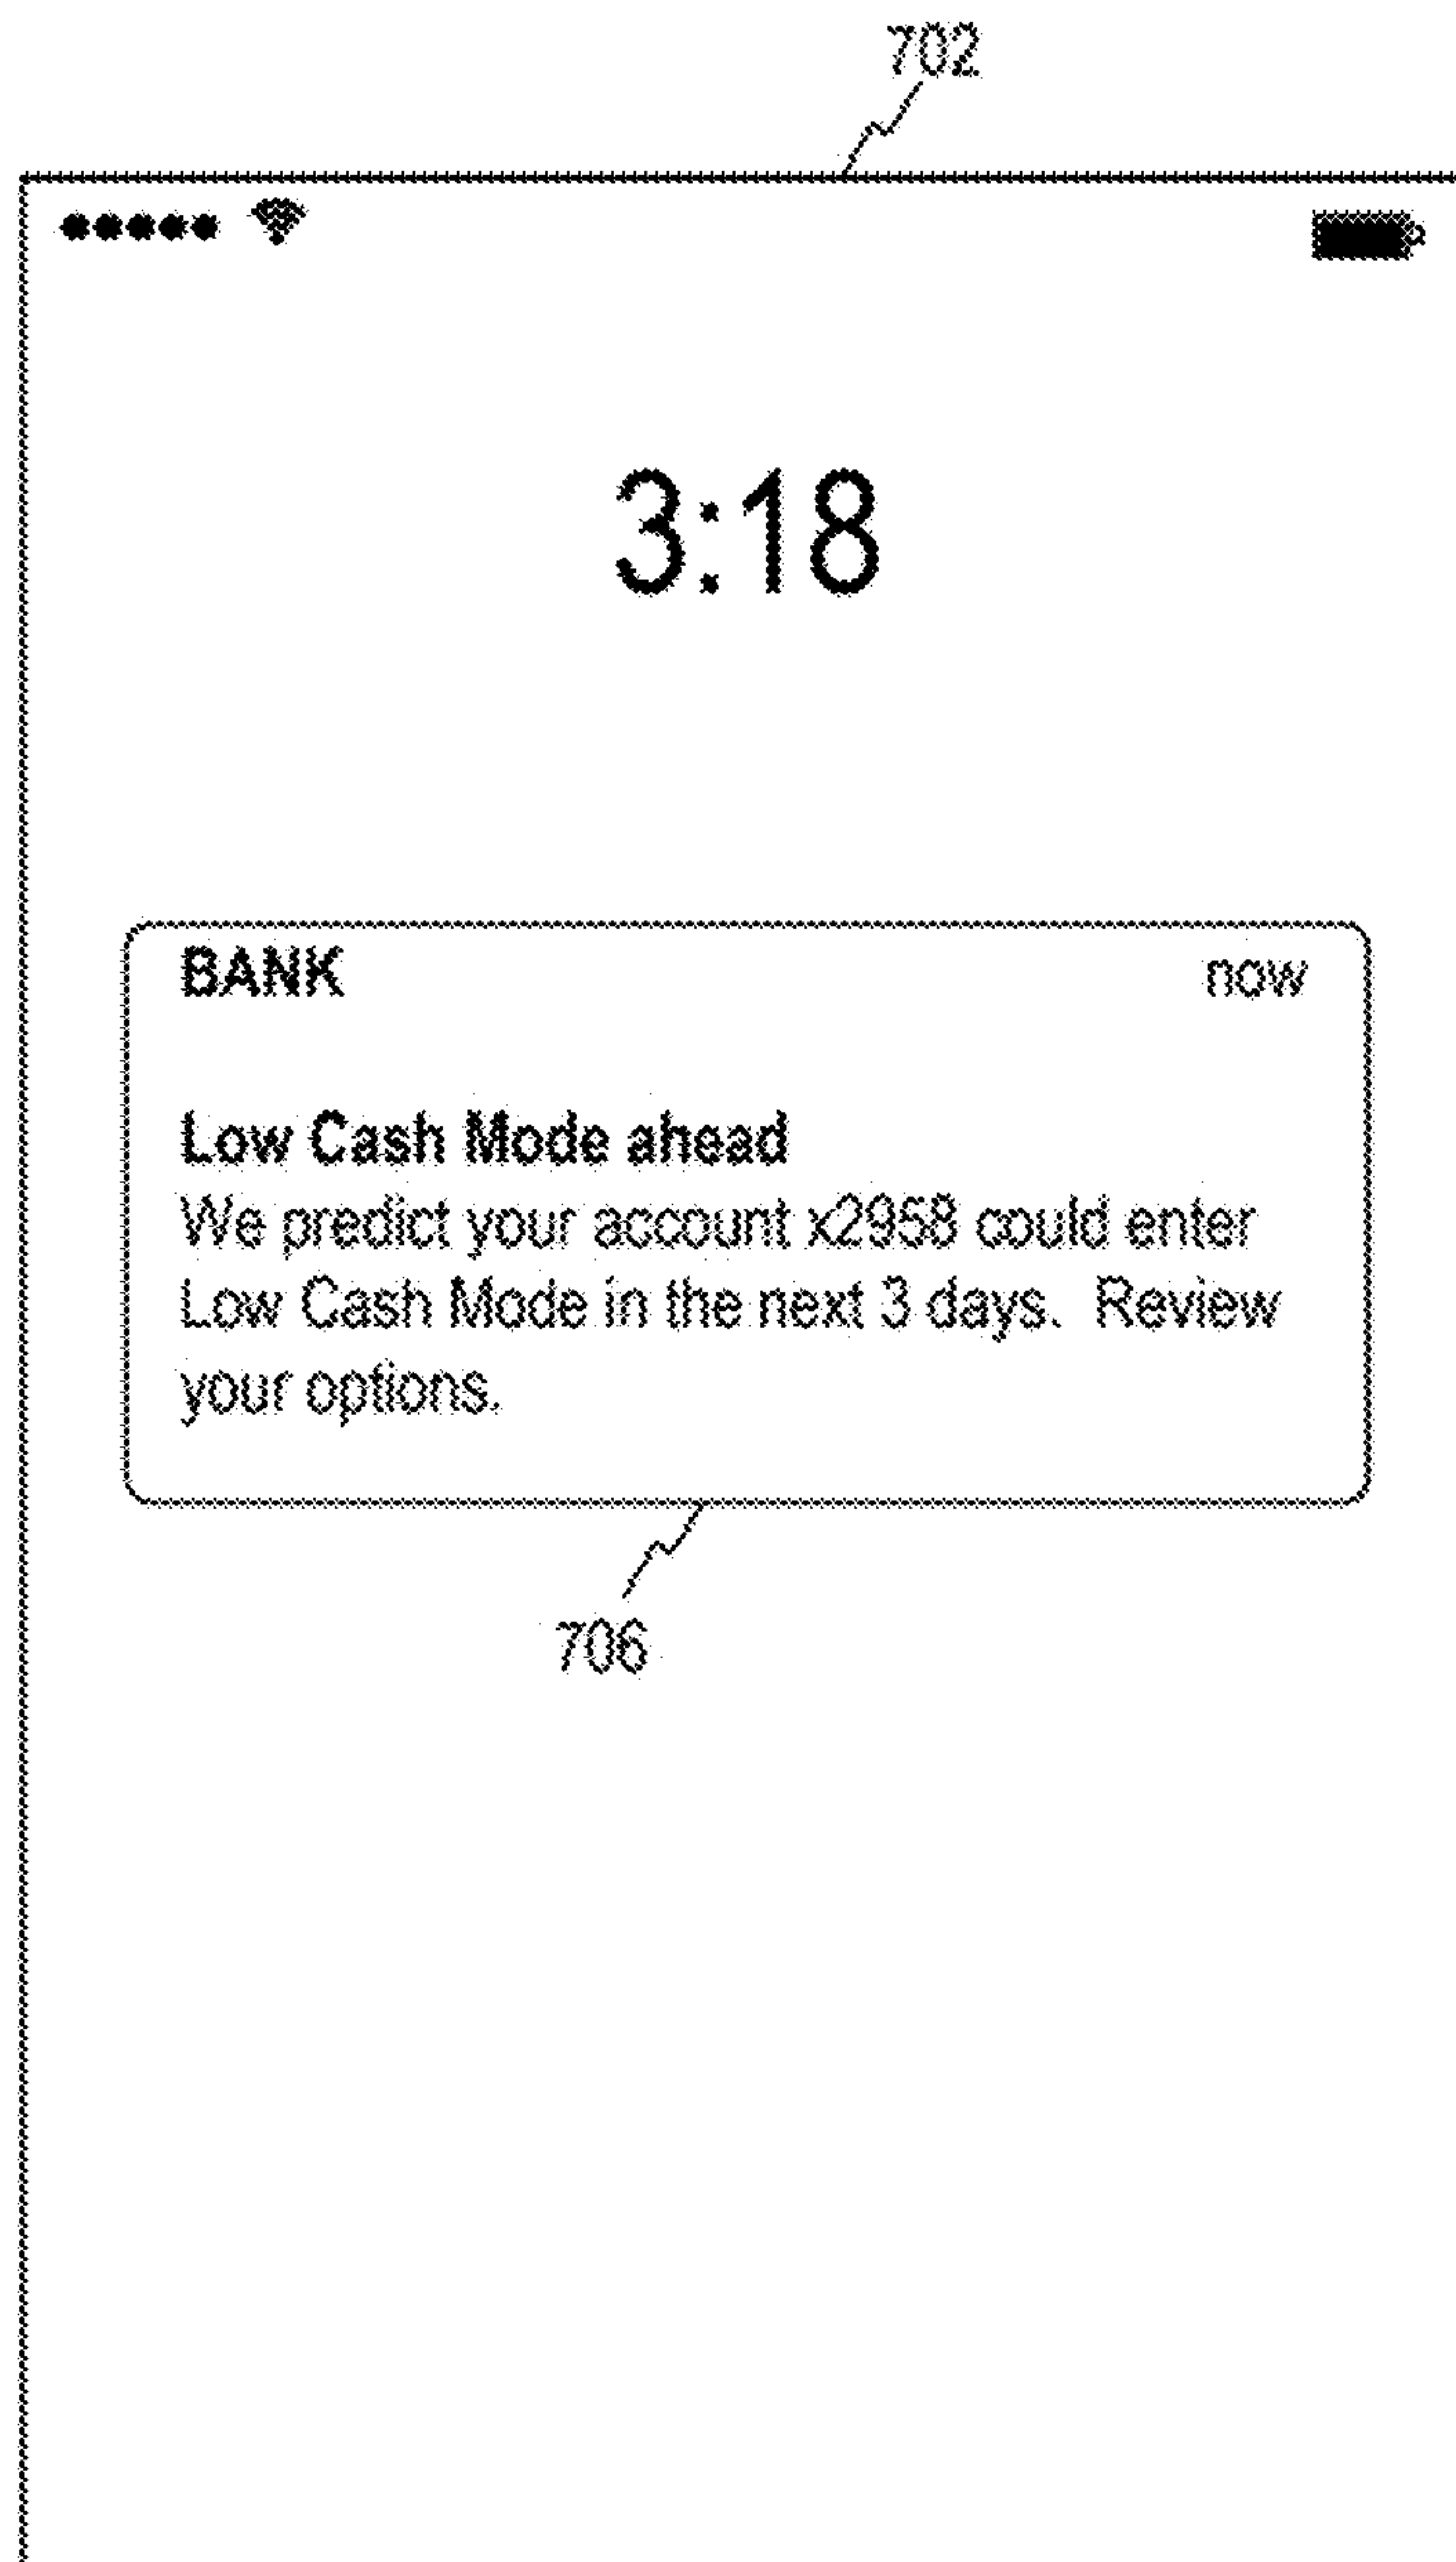 702
3:18
BANK now
Low Cash Mode ahead
We predict your account x2958 could enter
Low Cash Mode in the next 3 days. Review
your options.
706